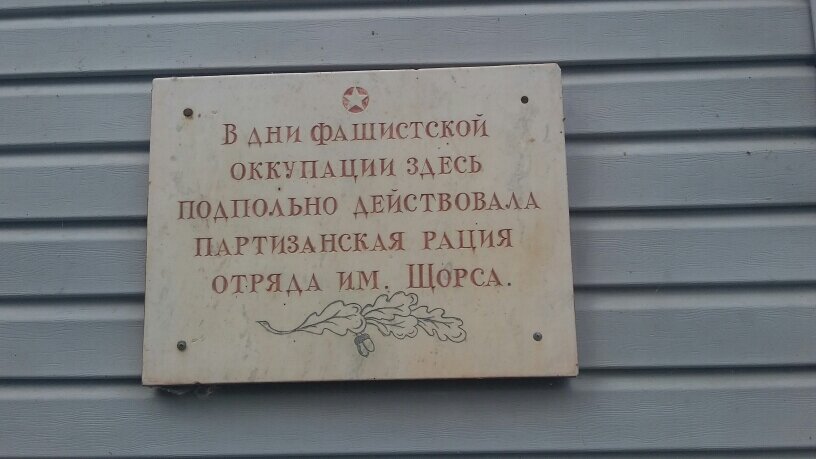 В дни фашистской
оккупации здесь
подпольно действовала
партизанская рация
отряда им. Щорса.